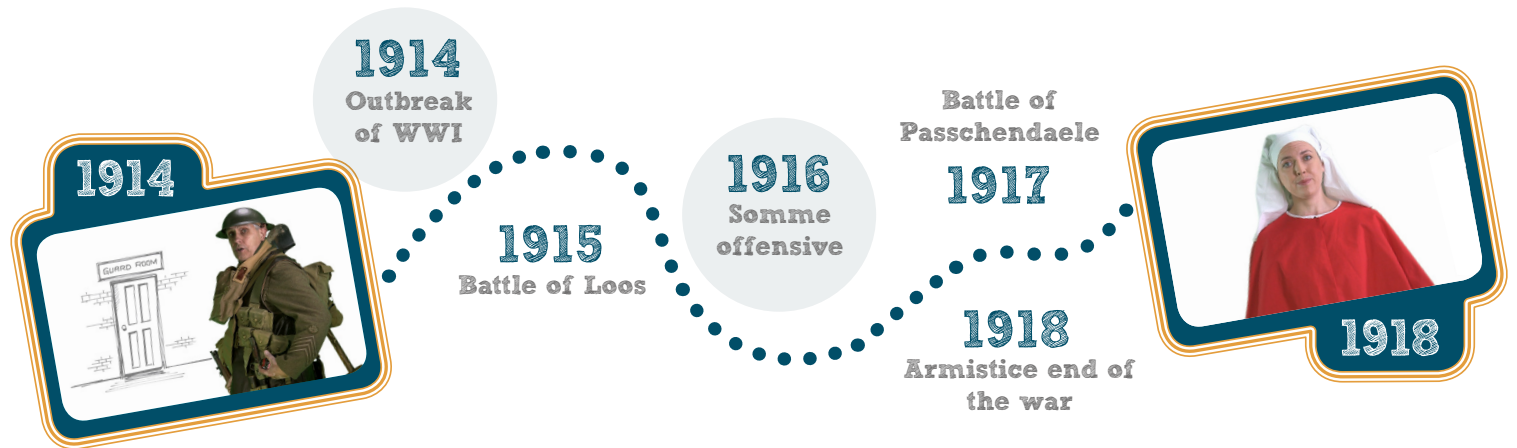 1914
GUARD ROOM
1914
Outbreak
of WWI
1915
Battle of Loos
1916
Somme
offensive
Battle of
Passchendaele
1917
1918
Armistice end of
the war
1918